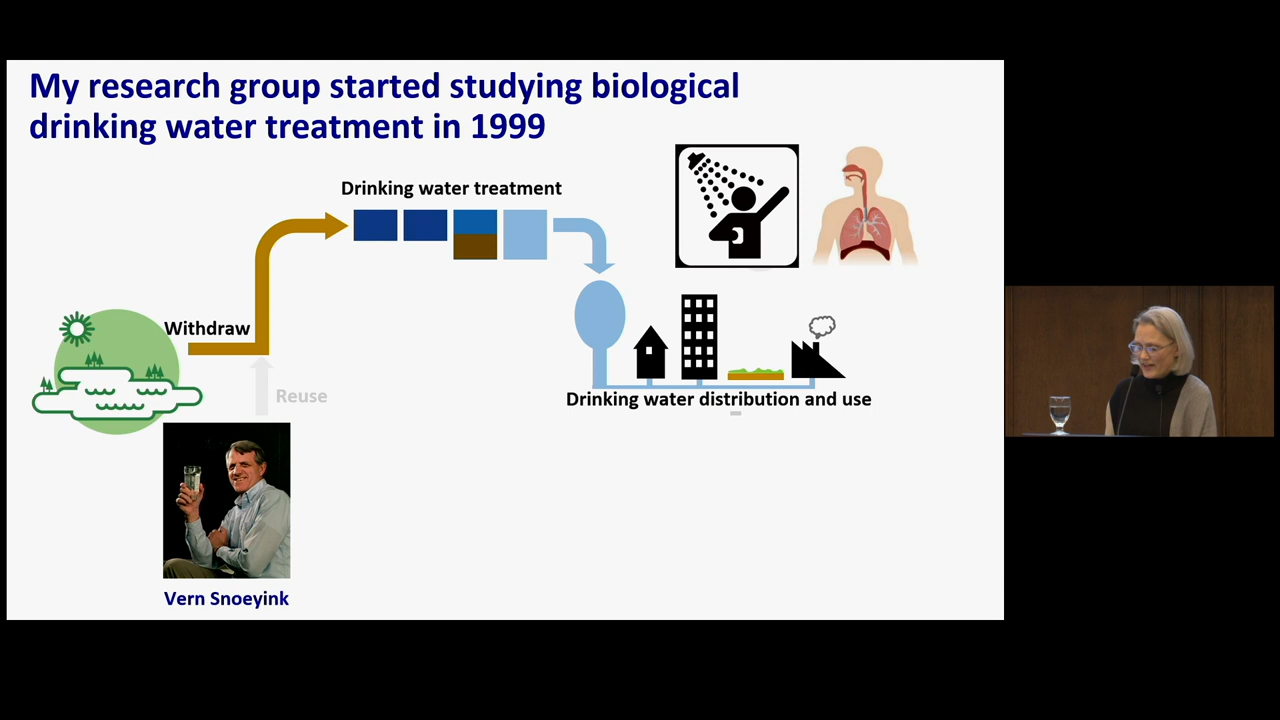 My research group started studying biological
drinking water treatment in 1999
Drinking water treatment
Withdraw
Reuse
Drinking water distribution and use
Vern Snoeyink